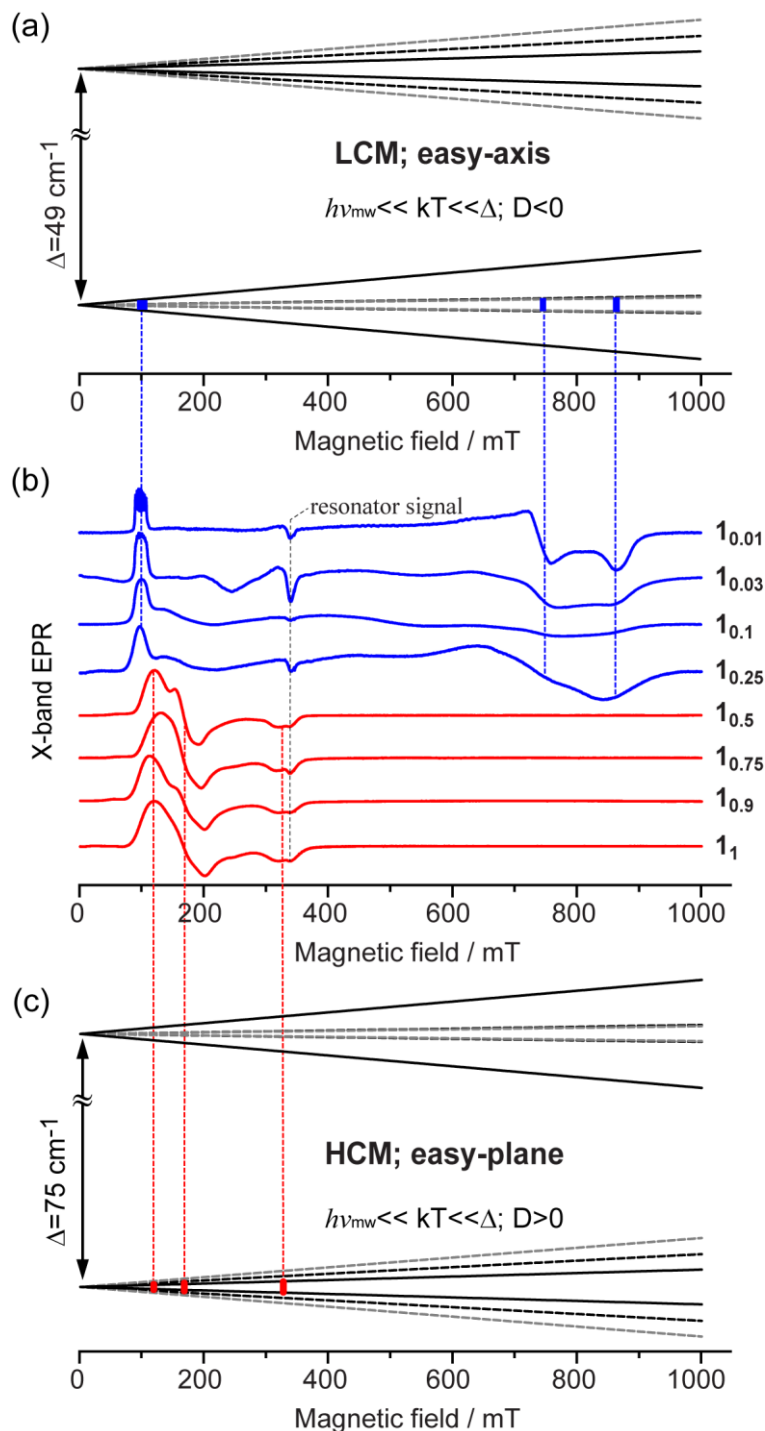 (a)
Δ=49 cm⁻¹
LCM; easy-axis
hνmw<< kT<<Δ; D<0
0 200 400 600 800 1000
Magnetic field / mT
(b)
resonator signal
X-band EPR
1₀.₀₁
1₀.₀₃
1₀.₁
1₀.₂₅
1₀.₅
1₀.₇₅
1₀.₉
1₁
0 200 400 600 800 1000
Magnetic field / mT
(c)
Δ=75 cm⁻¹
HCM; easy-plane
hνmw<< kT<<Δ; D>0
0 200 400 600 800 1000
Magnetic field / mT